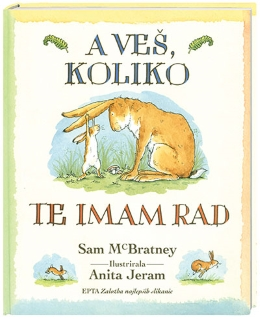 A VEŠ,
KOLIKO
TE IMAM RAD
Sam McBratney
Ilustrirala
Anita Jeram
EPTA Založba najlepših slikanic